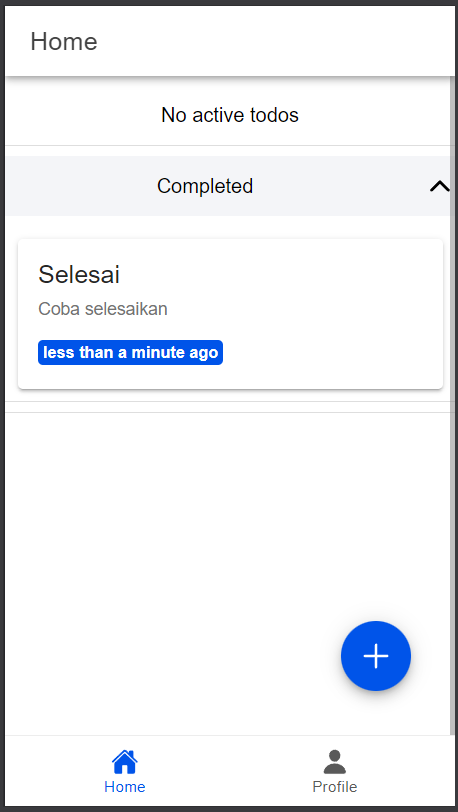 Home
No active todos
Completed
Selesai
Coba selesaikan
less than a minute ago
Home
Profile